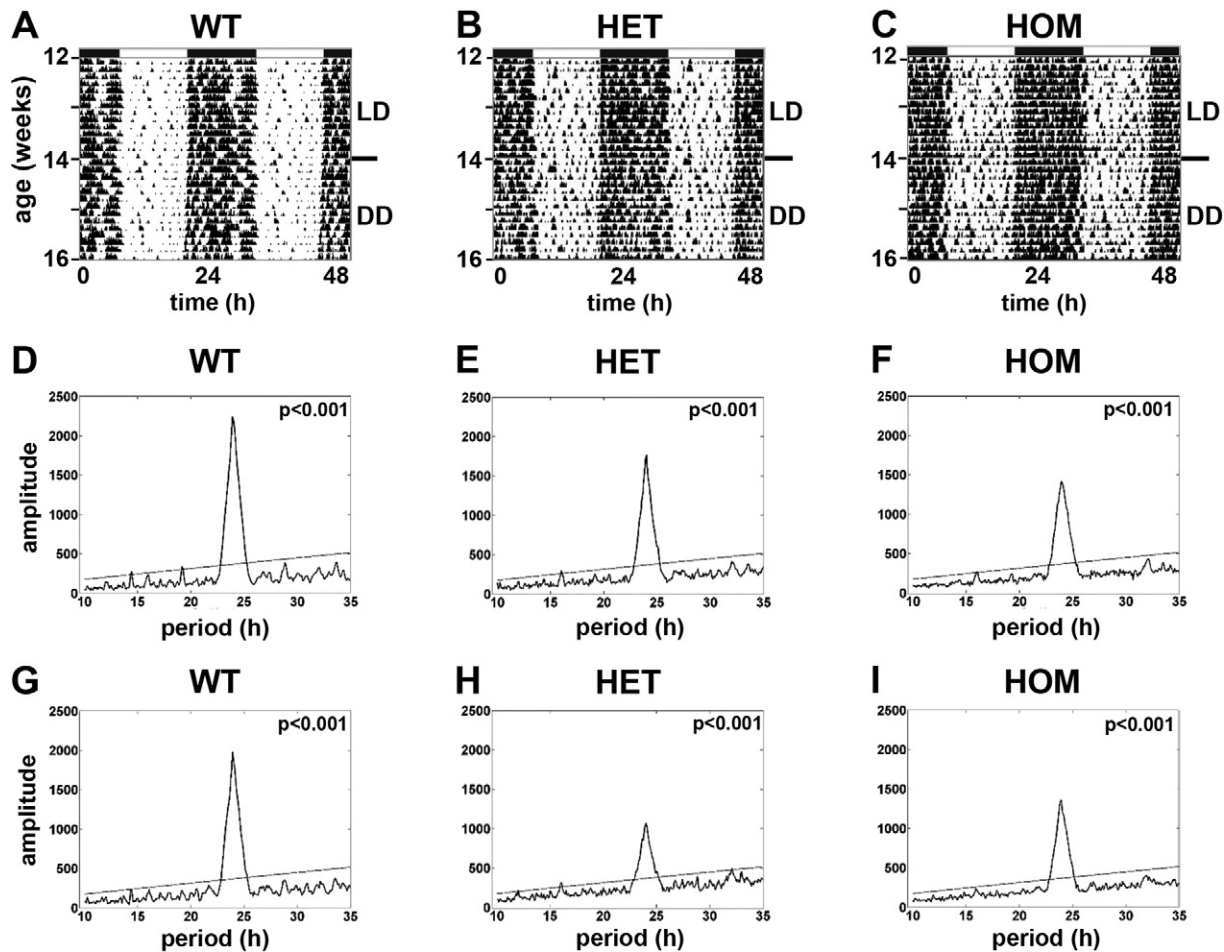 A WT B HET C HOM
12 12 12
LD LD LD
age (weeks) 14 14 14
DD DD DD
16 16 16
0 24 48 0 24 48 0 24 48
time (h) time (h) time (h)
D WT E HET F HOM
2500 p<0.001 2500 p<0.001 2500 p<0.001
2000 2000 2000
amplitude 1500 1500 1500
1000 1000 1000
500 500 500
0 0 0
10 15 20 25 30 35 10 15 20 25 30 35 10 15 20 25 30 35
period (h) period (h) period (h)
G WT H HET I HOM
2500 p<0.001 2500 p<0.001 2500 p<0.001
2000 2000 2000
amplitude 1500 1500 1500
1000 1000 1000
500 500 500
0 0 0
10 15 20 25 30 35 10 15 20 25 30 35 10 15 20 25 30 35
period (h) period (h) period (h)